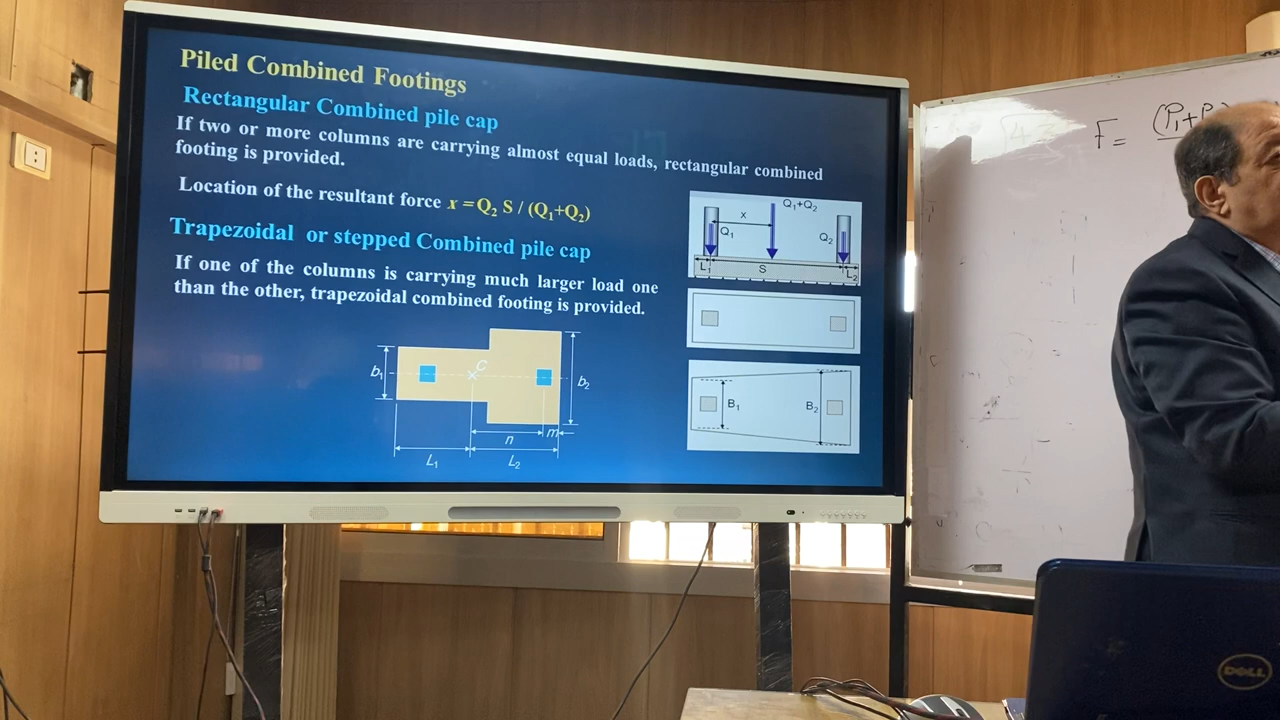 Piled Combined Footings
Rectangular Combined pile cap
If two or more columns are carrying almost equal loads, rectangular combined
footing is provided.
Location of the resultant force x =Q₂ S / (Q₁+Q₂)
Trapezoidal or stepped Combined pile cap
If one of the columns is carrying much larger load one
than the other, trapezoidal combined footing is provided.
Q₁+Q₂
x
Q₁
Q₂
L₁
S
L₂
B₁
B₂
b₁
C
b₂
n
m
L₁
L₂
F =
(P₁+P
DELL